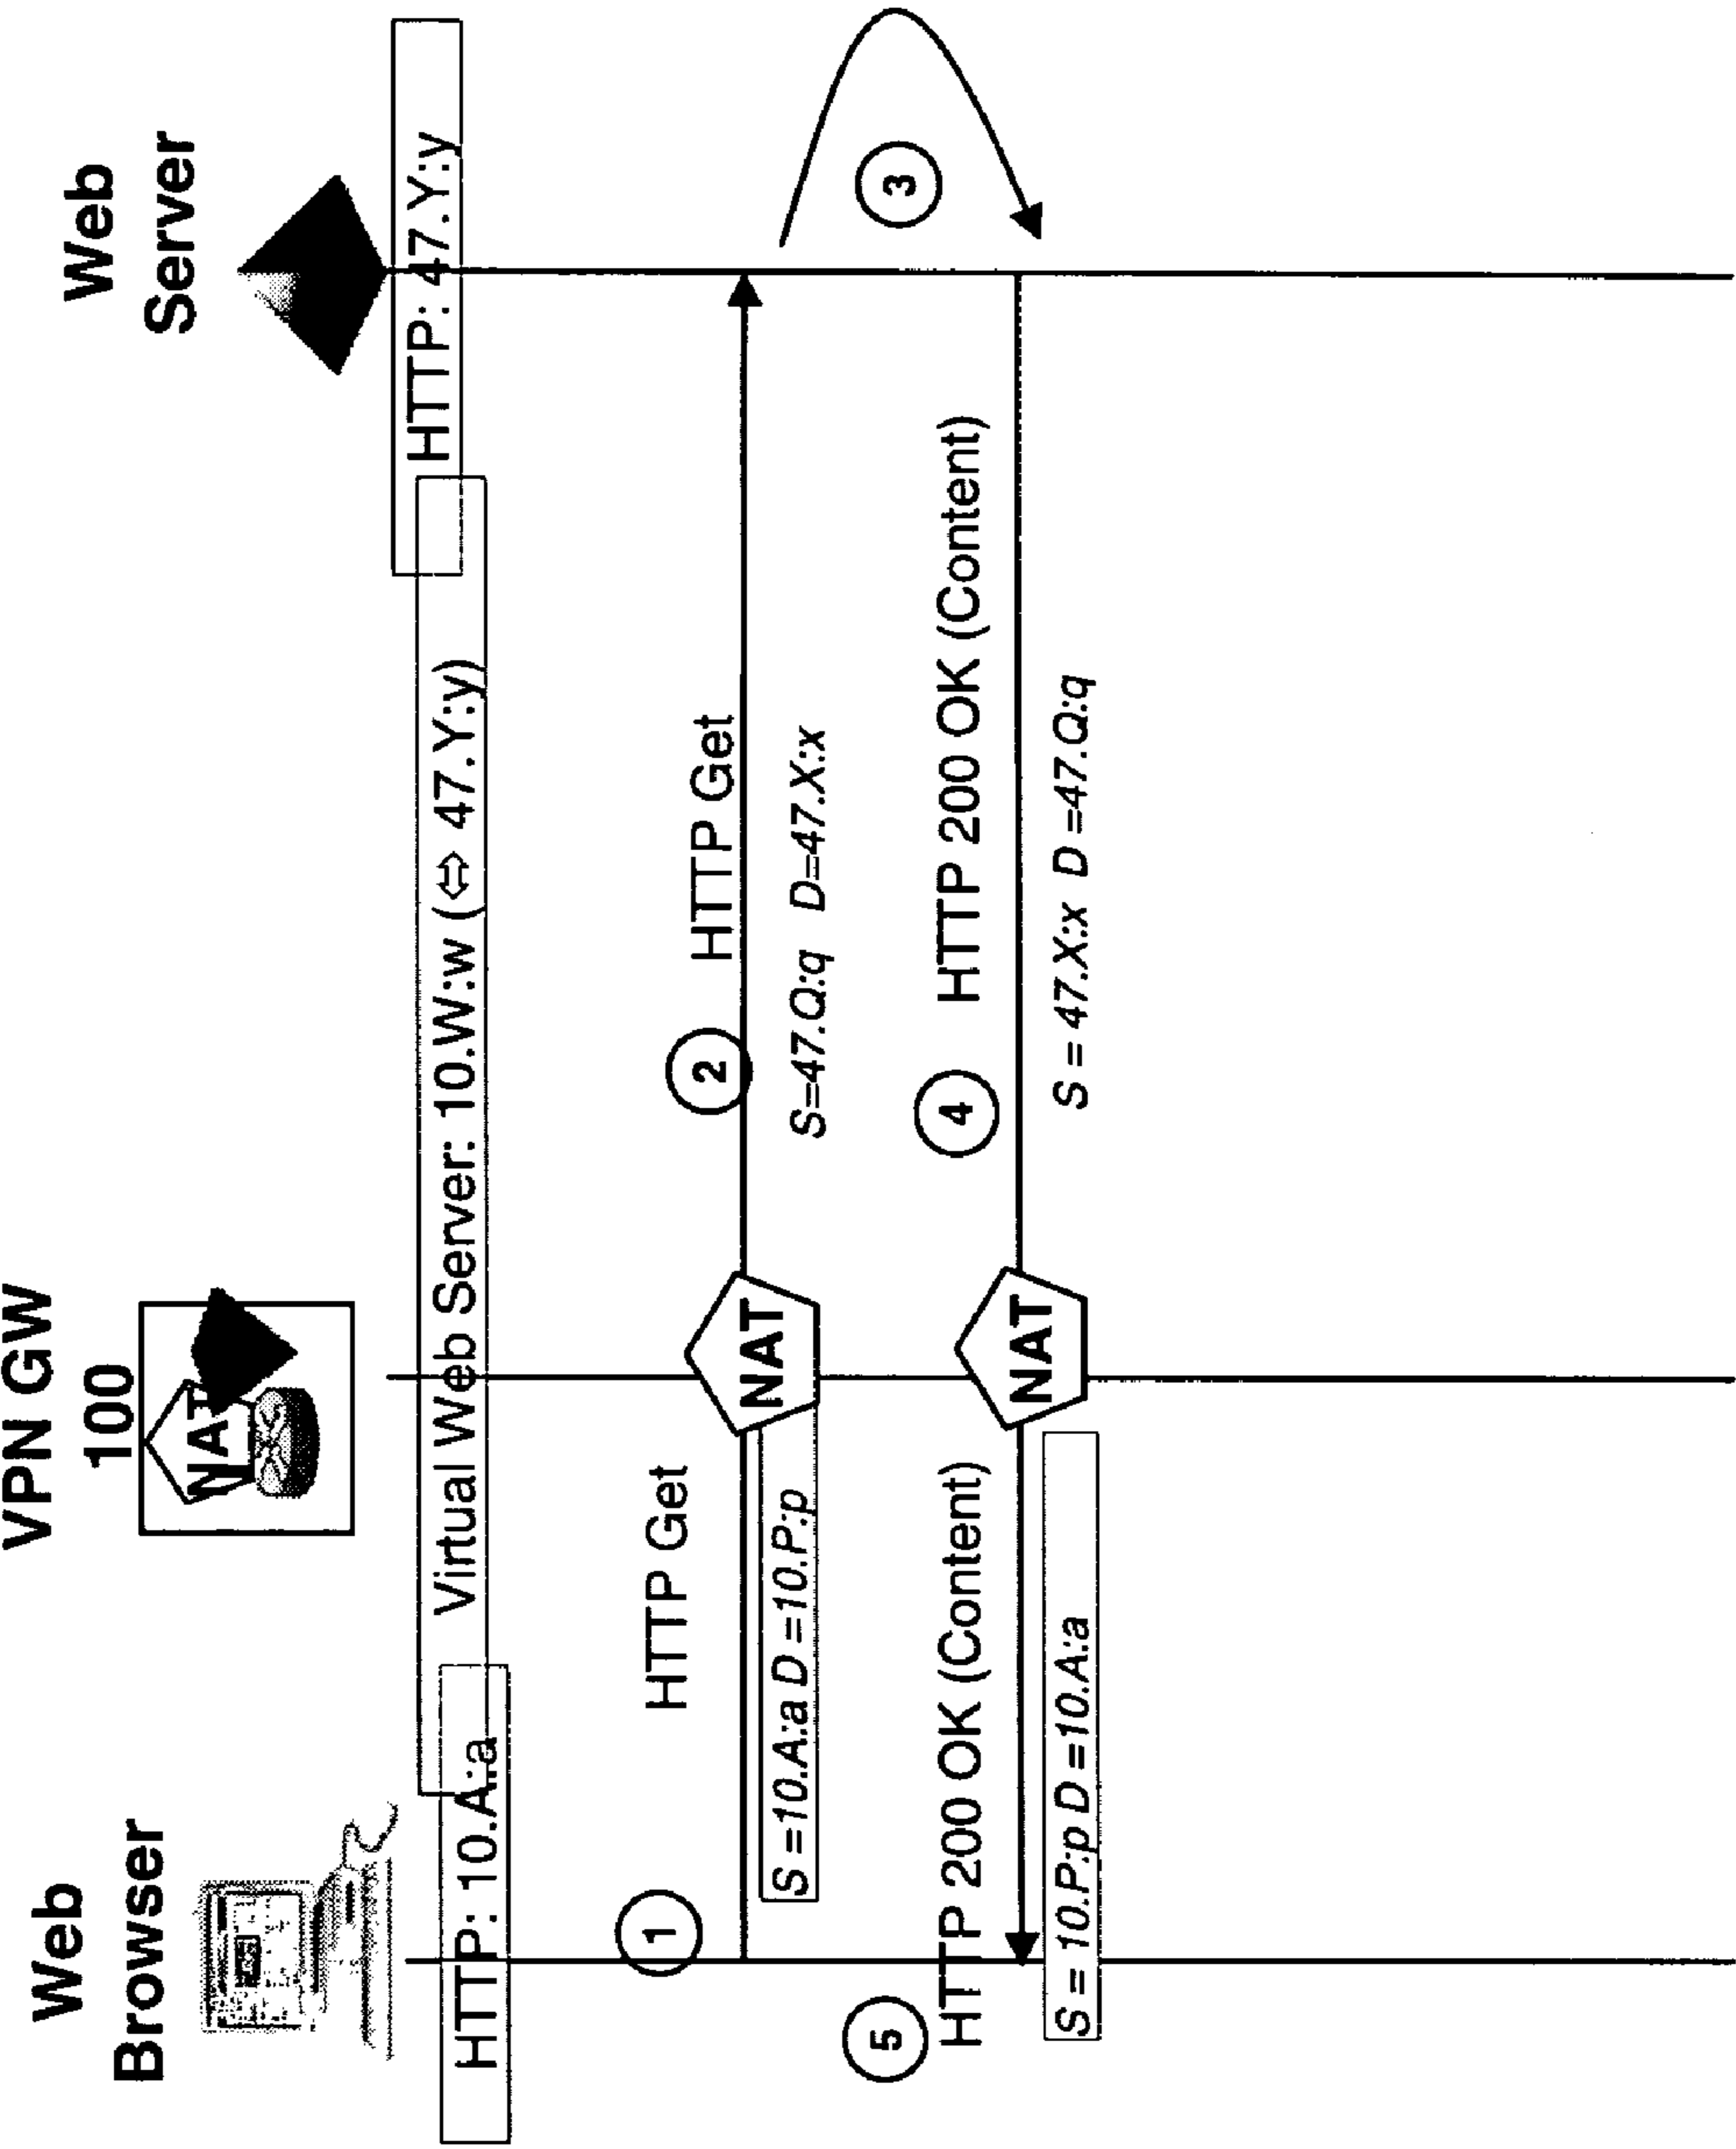 Web
Browser
VPN GW
100
NAT
Web
Server
HTTP: 10.A:a
Virtual Web Server: 10.W:w (⇔ 47.Y:y)
HTTP: 47.Y:y
1
HTTP Get
S =10.A:a D =10.P:p
NAT
2
HTTP Get
S=47.Q:q D=47.X:x
3
5
HTTP 200 OK (Content)
S = 10.P:p D =10.A:a
NAT
4
HTTP 200 OK (Content)
S = 47.X:x D =47.Q:q